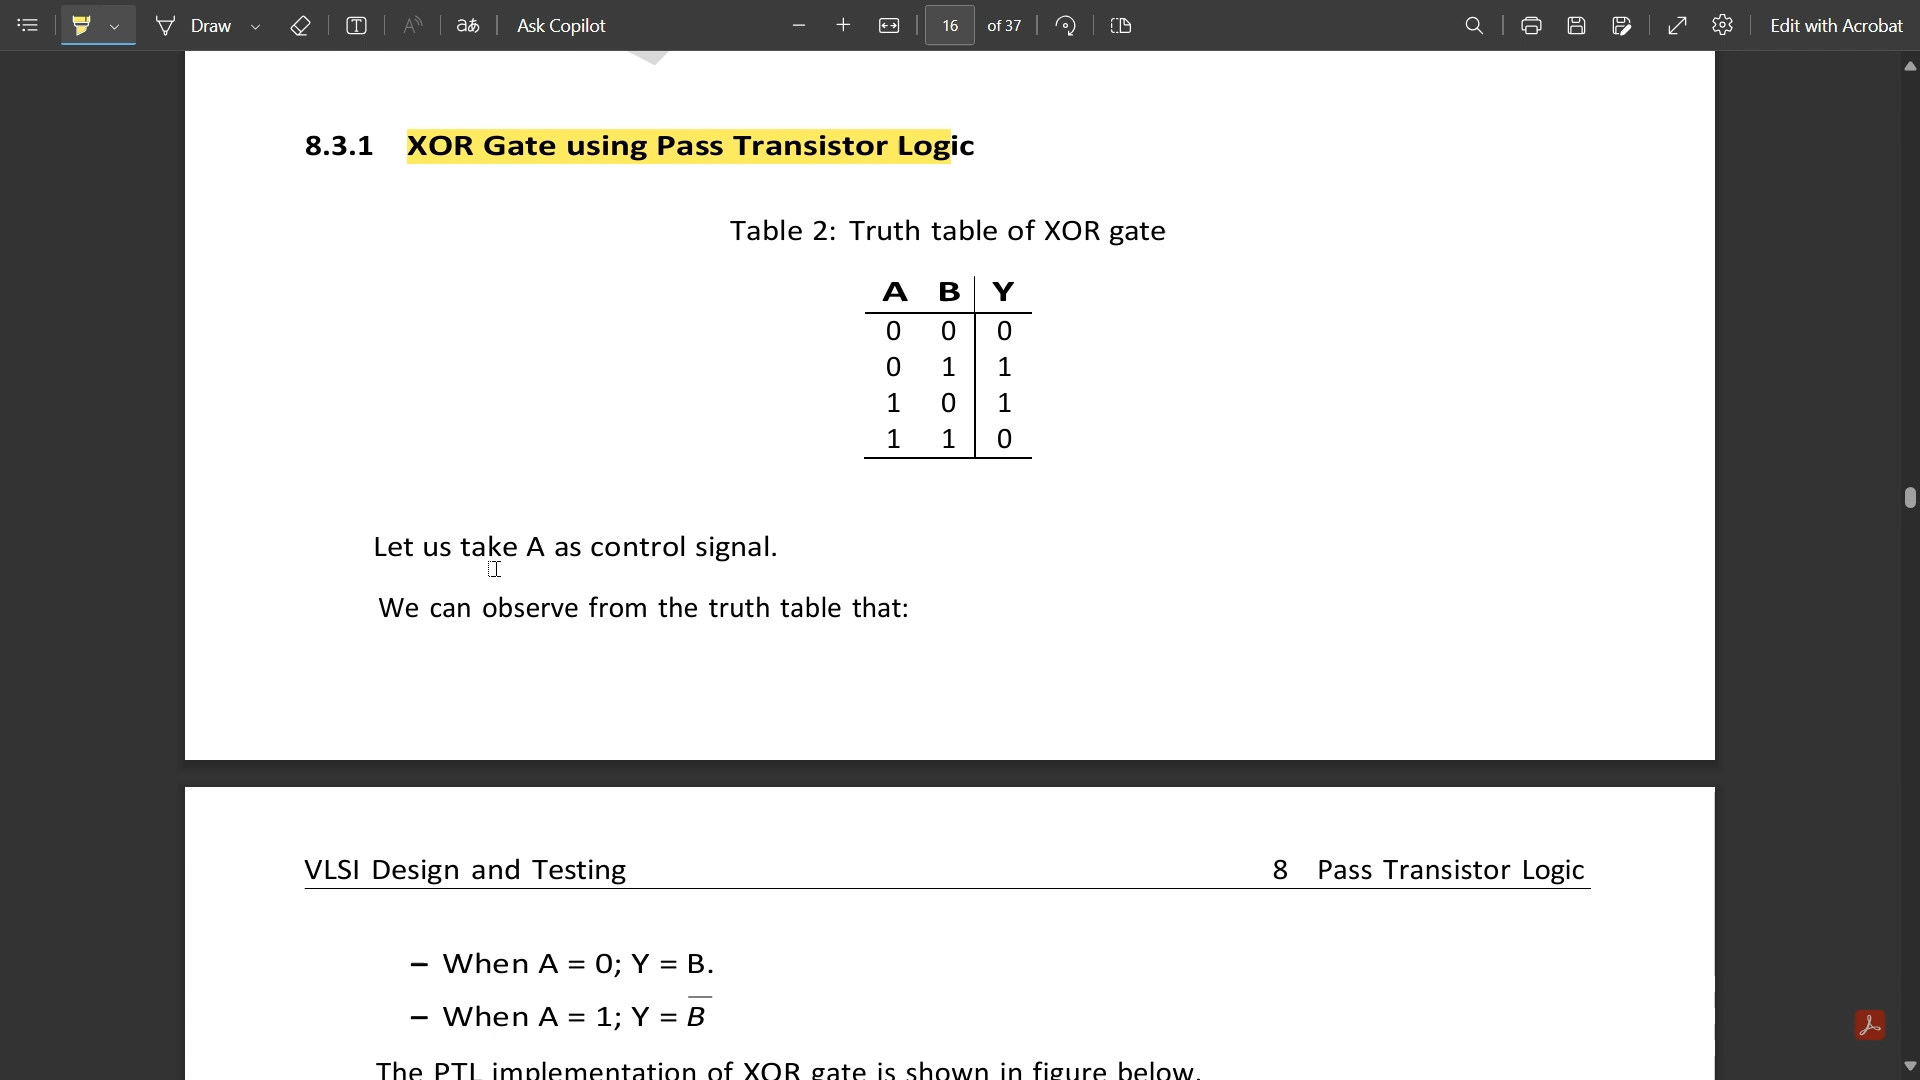 Draw
aあ
Ask Copilot
16 of 37
Edit with Acrobat
8.3.1 XOR Gate using Pass Transistor Logic
Table 2: Truth table of XOR gate
A B Y
0 0 0
0 1 1
1 0 1
1 1 0
Let us take A as control signal.
We can observe from the truth table that:
VLSI Design and Testing 8 Pass Transistor Logic
– When A = 0; Y = B.
– When A = 1; Y = B̅
The PTL implementation of XOR gate is shown in figure below.